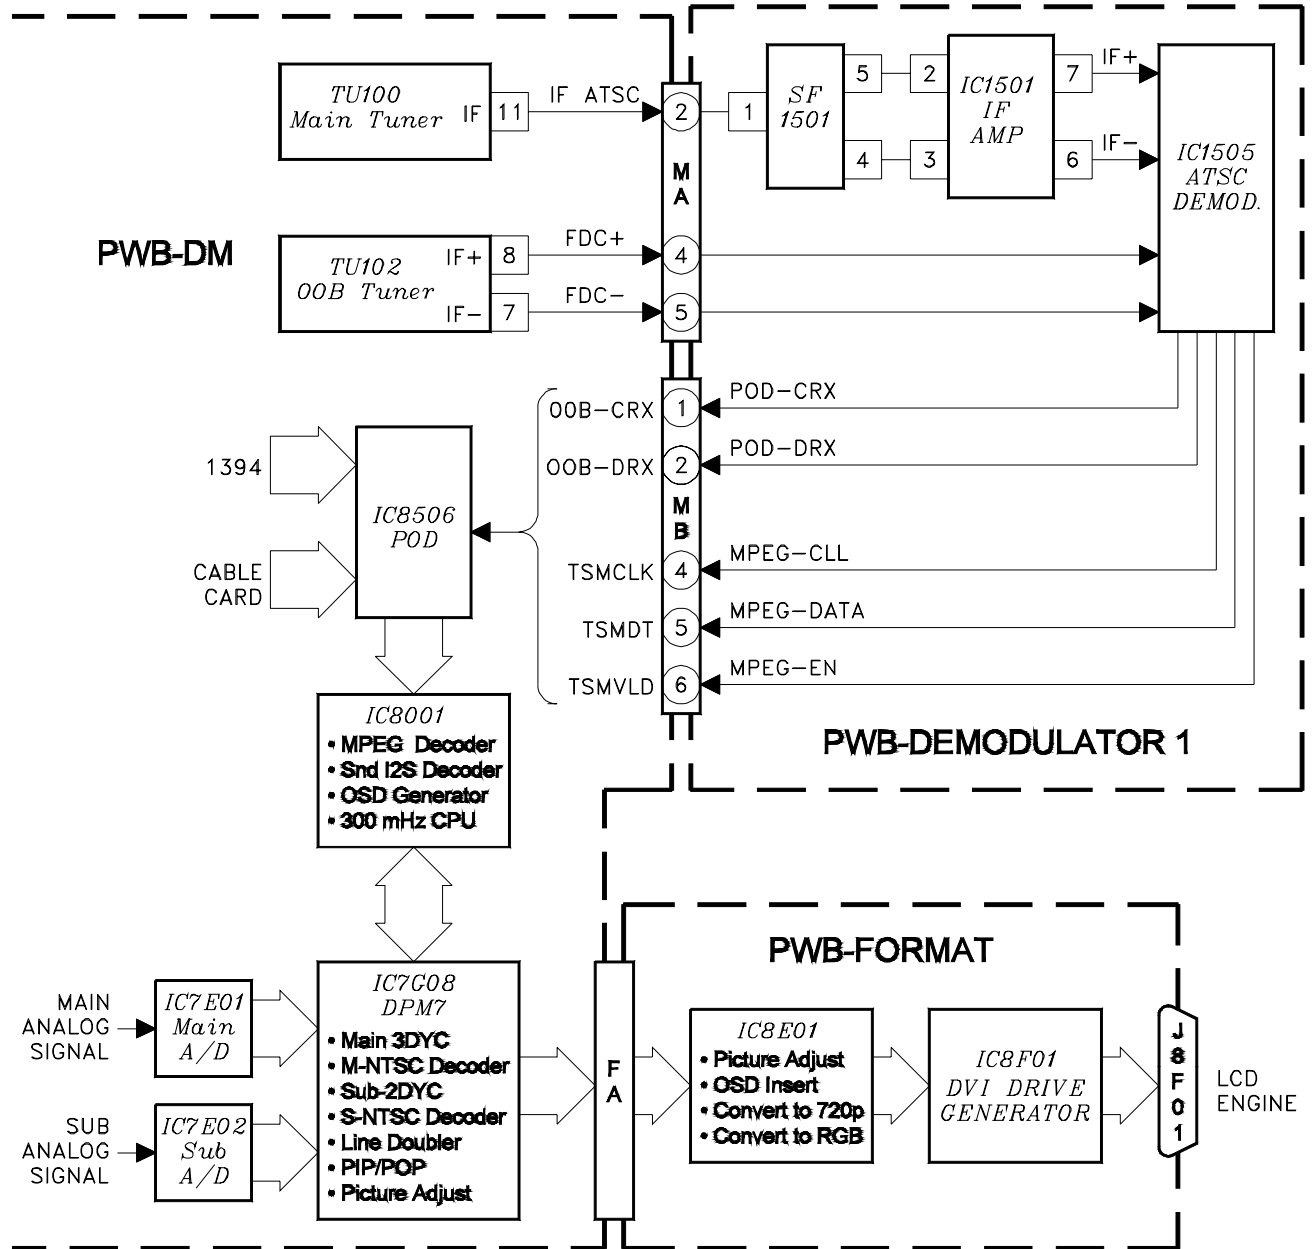 TU100
Main Tuner
IF
11
IF ATSC
2
1
SF
1501
5
4
2
3
IC1501
IF
AMP
7
6
IF+
IF-
IC1505
ATSC
DEMOD.
MA
PWB-DM
TU102
OOB Tuner
IF+
IF-
8
7
FDC+
FDC-
4
5
OOB-CRX
1
POD-CRX
OOB-DRX
2
POD-DRX
MB
TSMCLK
4
MPEG-CLL
TSMDT
5
MPEG-DATA
TSMVLD
6
MPEG-EN
1394
CABLE
CARD
IC8506
POD
PWB-DEMODULATOR 1
IC8001
• MPEG Decoder
• Snd I2S Decoder
• OSD Generator
• 300 mHz CPU
PWB-FORMAT
MAIN
ANALOG
SIGNAL
IC7E01
Main
A/D
SUB
ANALOG
SIGNAL
IC7E02
Sub
A/D
IC7G08
DPM7
• Main 3DYC
• M-NTSC Decoder
• Sub-2DYC
• S-NTSC Decoder
• Line Doubler
• PIP/POP
• Picture Adjust
FA
IC8E01
• Picture Adjust
• OSD Insert
• Convert to 720p
• Convert to RGB
IC8F01
DVI DRIVE
GENERATOR
J8F01
LCD
ENGINE